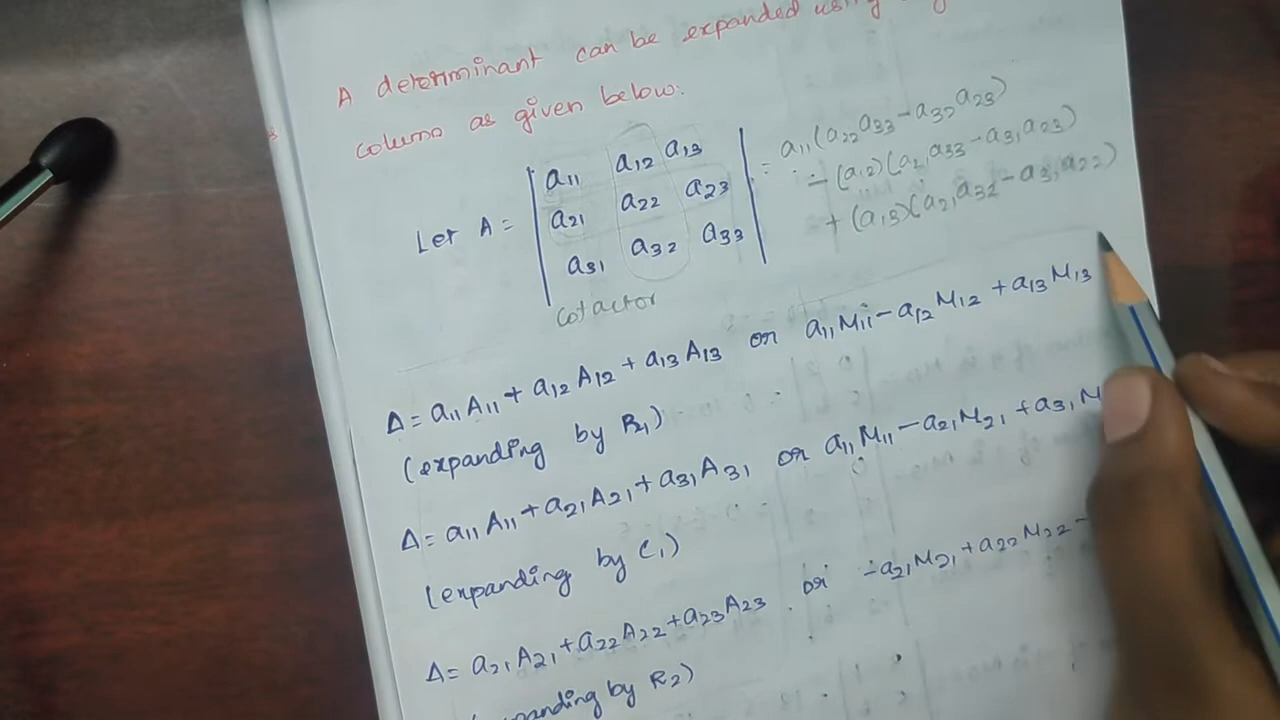 A determinant can be expanded using
column as given below:
Let A = | a11 a12 a13 | = a11(a22a33 - a32a23)
| a21 a22 a23 | - (a12)(a21a33 - a31a23)
| a31 a32 a33 | + (a13)(a21a32 - a31a22)
Cofactor
Δ = a11A11 + a12A12 + a13A13 or a11M11 - a12M12 + a13M13
(expanding by R1)
Δ = a11A11 + a21A21 + a31A31 or a11M11 - a21M21 + a31M
(expanding by C1)
Δ = a21A21 + a22A22 + a23A23. or -a21M21 + a22M22 -
panding by R2)